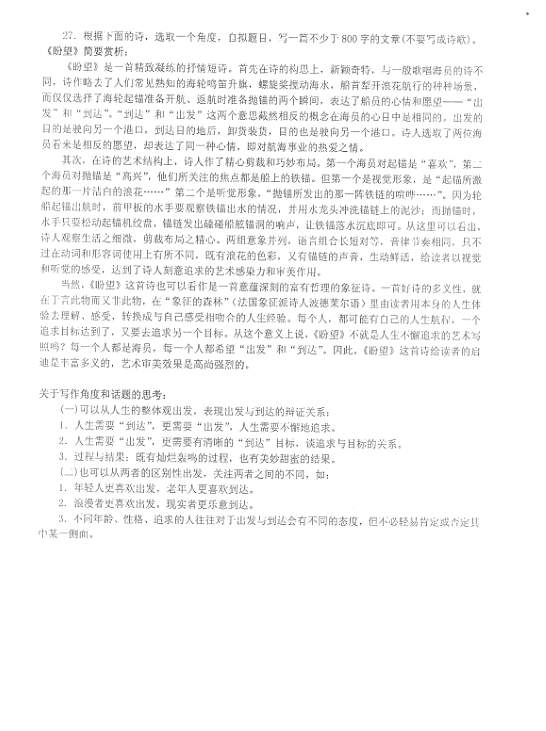 27．根据下面的诗，选取一个角度，自拟题目，写一篇不少于 800 字的文章(不要写成诗歌)。
《盼望》简要赏析：
《盼望》是一首精致凝练的抒情短诗。首先在诗的构思上，新颖奇特，与一般歌唱海员的诗不
同，诗作略去了人们常见熟知的海轮鸣笛升旗、螺旋桨搅动海水、船首犁开浪花航行的种种场景，
而仅仅选择了海轮起锚准备开航、返航时准备抛锚的两个瞬间，表达了船员的心情和愿望——“出
发”和“到达”。“到达”和“出发”这两个意思截然相反的概念在海员的心目中是相同的，出发的
目的是驶向另一个港口，到达目的地后，卸货装货，目的也是驶向另一个港口。诗人选取了两位海
员看来是相反的愿望，却表达了同一种心情，即对航海事业的热爱之情。
其次，在诗的艺术结构上，诗人作了精心剪裁和巧妙布局。第一个海员对起锚是“喜欢”，第二
个海员对抛锚是“高兴”，他们所关注的焦点都是船上的铁锚。但第一个是视觉形象，是“起锚所激
起的那一片洁白的浪花……”第二个是听觉形象，“抛锚所发出的那一阵铁链的喧哗……”。因为轮
船起锚出航时，前甲板的水手要观察铁锚出水的情况，并用水龙头冲洗锚链上的泥沙；而抛锚时，
水手只要松动起锚机绞盘，锚链发出磕碰船舷锚洞的响声，让铁锚落水沉底即可。从这里可以看出，
诗人观察生活之细微，剪裁布局之精心。两组意象并列，语言组合长短对等，音律节奏相同，只不
过在动词和形容词使用上有所不同，既有浪花的色彩，又有锚链的声音，生动鲜活，给读者以视觉
和听觉的感受，达到了诗人刻意追求的艺术感染力和审美作用。
当然，《盼望》这首诗也可以看作是一首意蕴深刻的富有哲理的象征诗。一首好诗的多义性，就
在于言此物而又非此物，在“象征的森林”（法国象征派诗人波德莱尔语）里由读者用本身的人生体
验去理解、感受，转换成与自己感受相吻合的人生经验。每个人，都可能有自己的人生航程，一个
追求目标达到了，又要去追求另一个目标。从这个意义上说，《盼望》不就是人生不懈追求的艺术写
照吗？每一个人都是海员，每一个人都希望“出发”和“到达”。因此，《盼望》这首诗给读者的启
迪是丰富多义的，艺术审美效果是高尚强烈的。
关于写作角度和话题的思考：
(一)可以从人生的整体观出发，表现出发与到达的辩证关系：
1．人生需要“到达”，更需要“出发”，人生需要不懈地追求。
2．人生需要“出发”，更需要有清晰的“到达”目标，谈追求与目标的关系。
3．过程与结果：既有灿烂轰鸣的过程，也有美妙甜蜜的结果。
(二)也可以从两者的区别性出发，关注两者之间的不同，如：
1．年轻人更喜欢出发，老年人更喜欢到达。
2．浪漫者更喜欢出发，现实者更乐意到达。
3．不同年龄、性格、追求的人往往对于出发与到达会有不同的态度，但不必轻易肯定或否定其
中某一侧面。